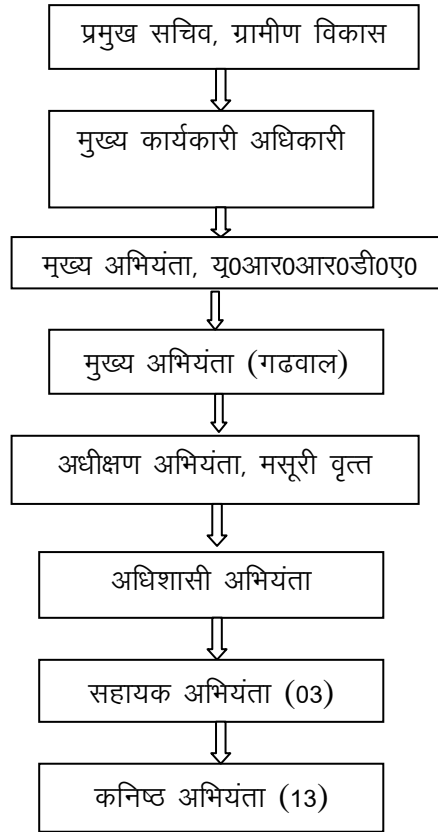 प्रमुख सचिव, ग्रामीण विकास
मुख्य कार्यकारी अधिकारी
मुख्य अभियंता, यू0आर0आर0डी0ए0
मुख्य अभियंता (गढवाल)
अधीक्षण अभियंता, मसूरी वृत्त
अधिशासी अभियंता
सहायक अभियंता (03)
कनिष्ठ अभियंता (13)